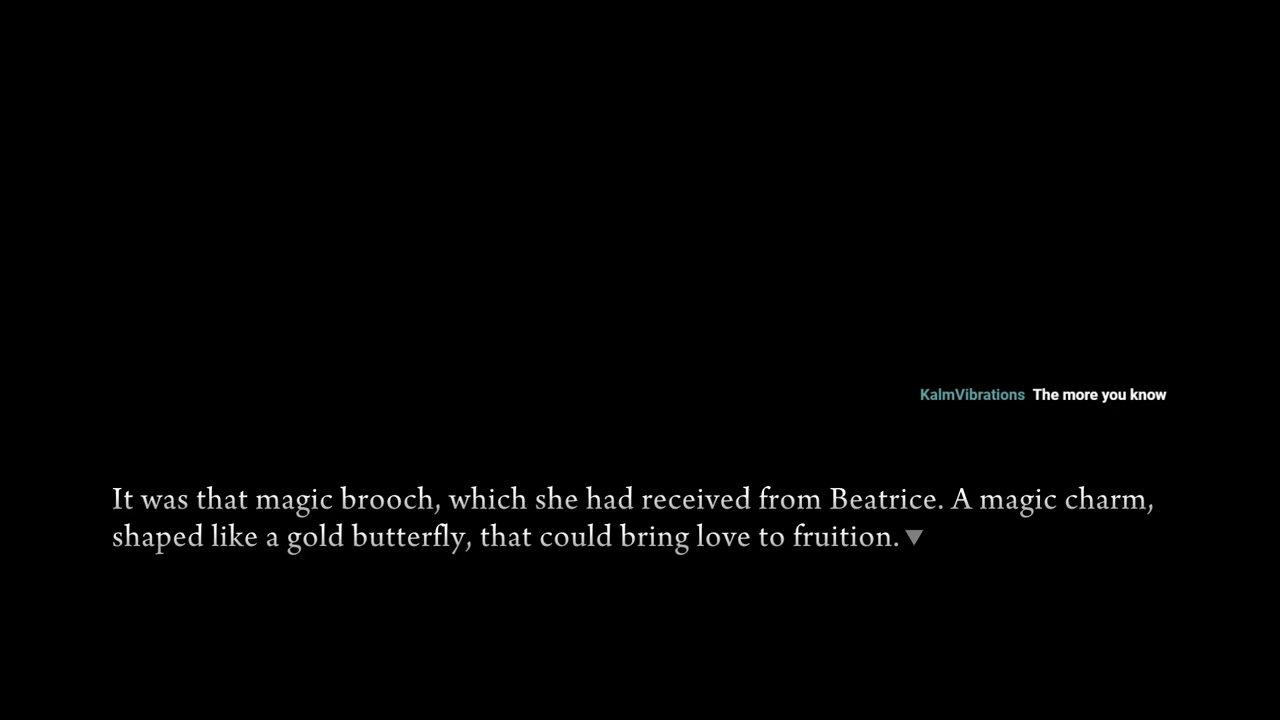 KalmVibrations The more you know
It was that magic brooch, which she had received from Beatrice. A magic charm,
shaped like a gold butterfly, that could bring love to fruition.